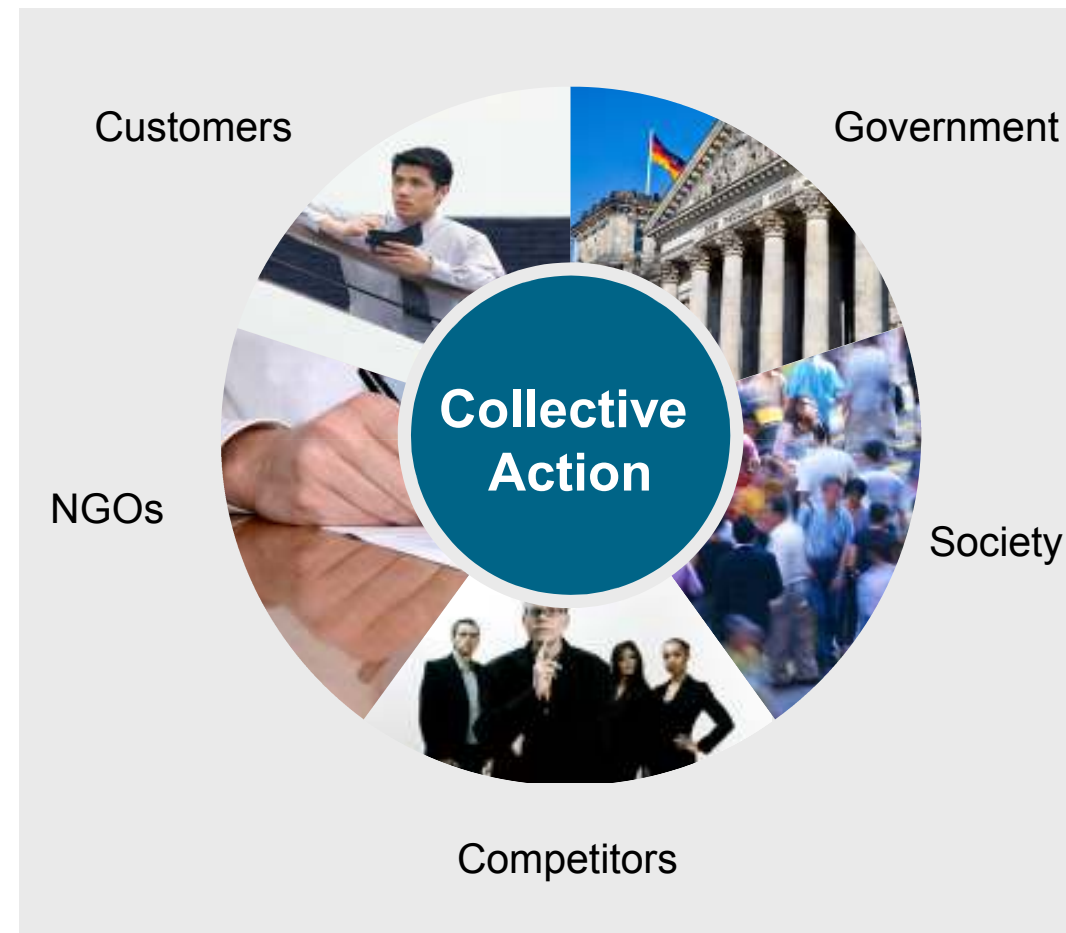 Customers
Government
Collective
Action
NGOs
Society
Competitors